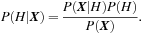 P(H|X) = P(X|H)P(H) / P(X).